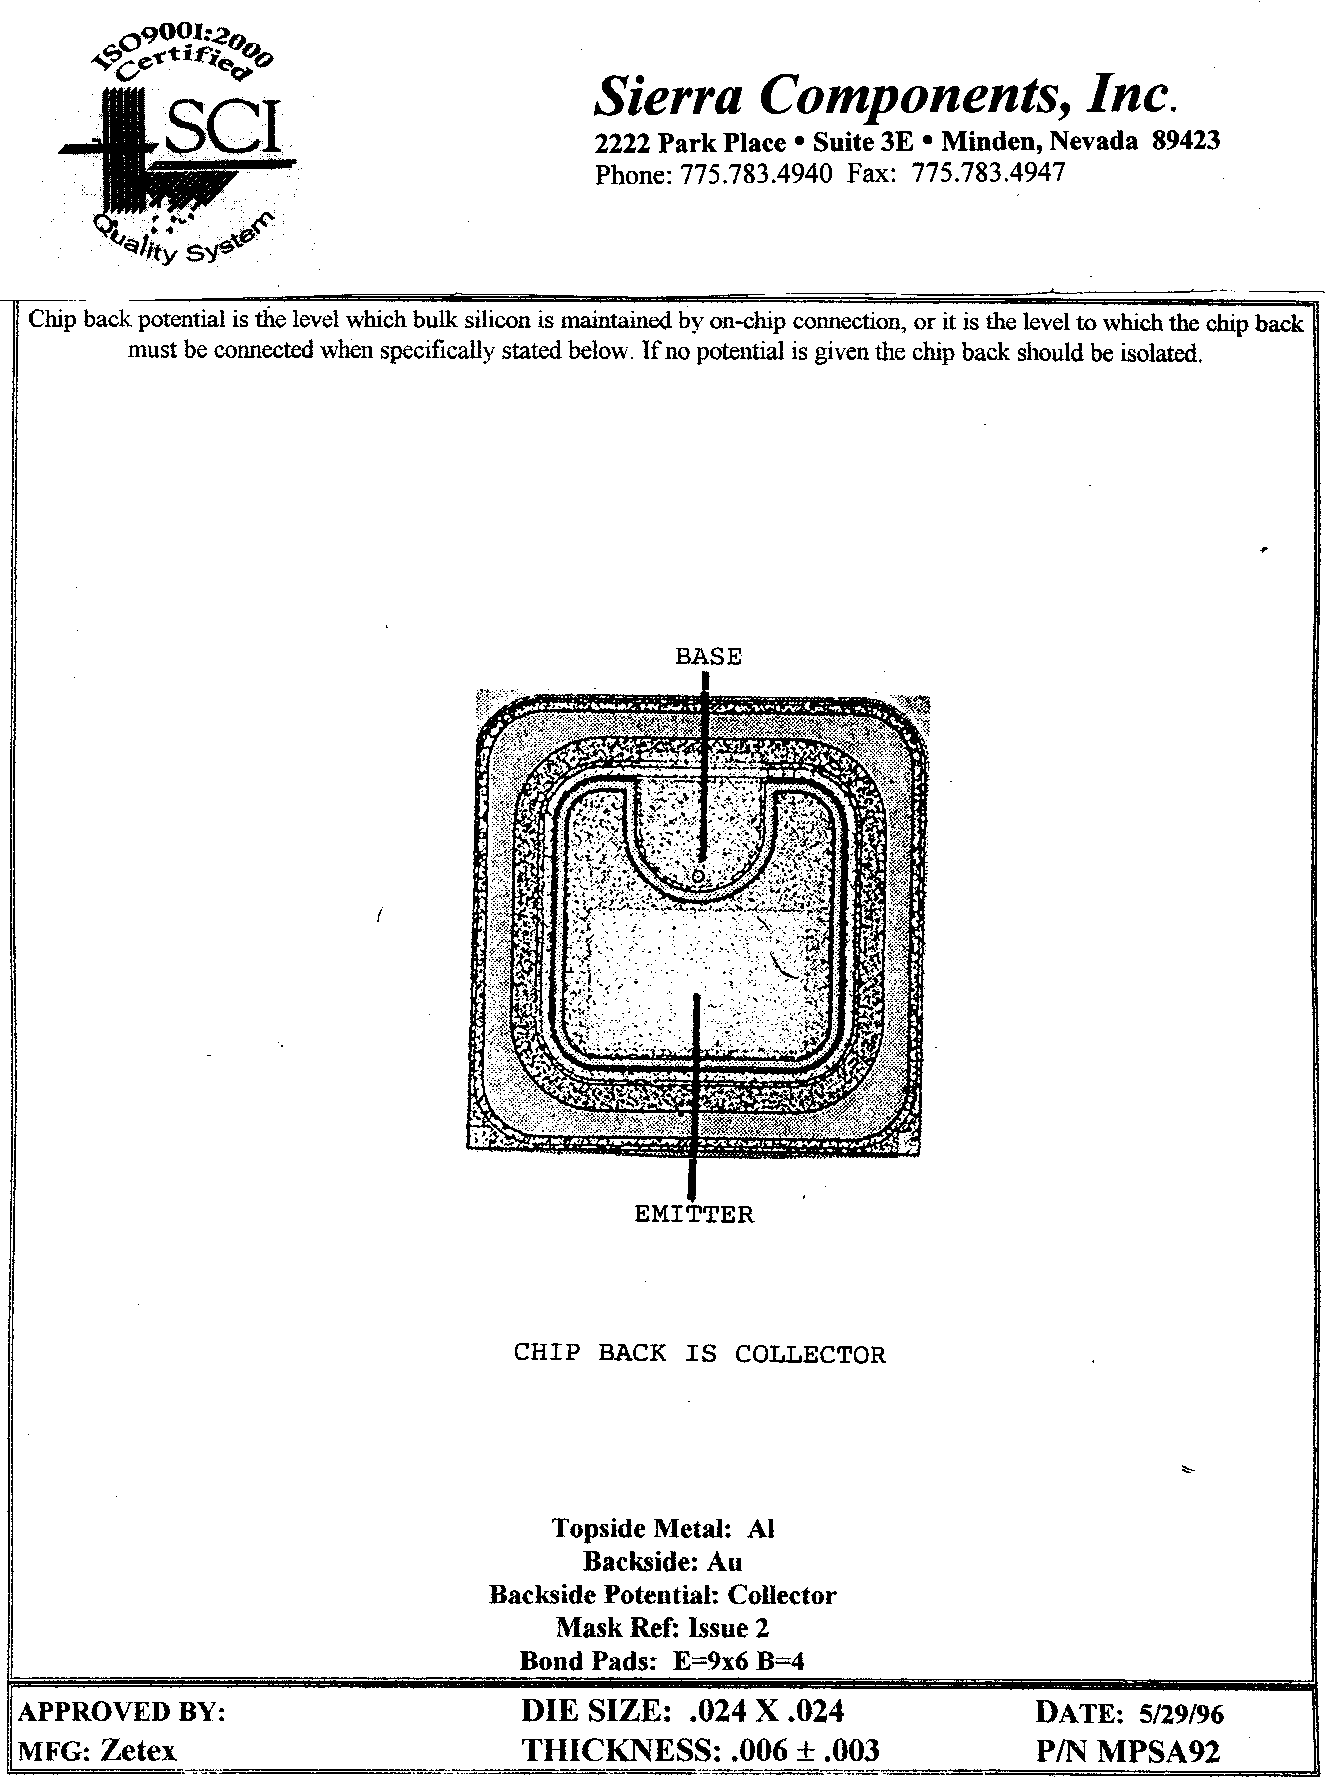 ISO9001:2000
Certified
SCI
Quality System
Sierra Components, Inc.
2222 Park Place • Suite 3E • Minden, Nevada 89423
Phone: 775.783.4940 Fax: 775.783.4947
Chip back potential is the level which bulk silicon is maintained by on-chip connection, or it is the level to which the chip back
must be connected when specifically stated below. If no potential is given the chip back should be isolated.
BASE
EMITTER
CHIP BACK IS COLLECTOR
Topside Metal: Al
Backside: Au
Backside Potential: Collector
Mask Ref: Issue 2
Bond Pads: E=9x6 B=4
APPROVED BY:
DIE SIZE: .024 X .024
DATE: 5/29/96
MFG: Zetex
THICKNESS: .006 ± .003
P/N MPSA92